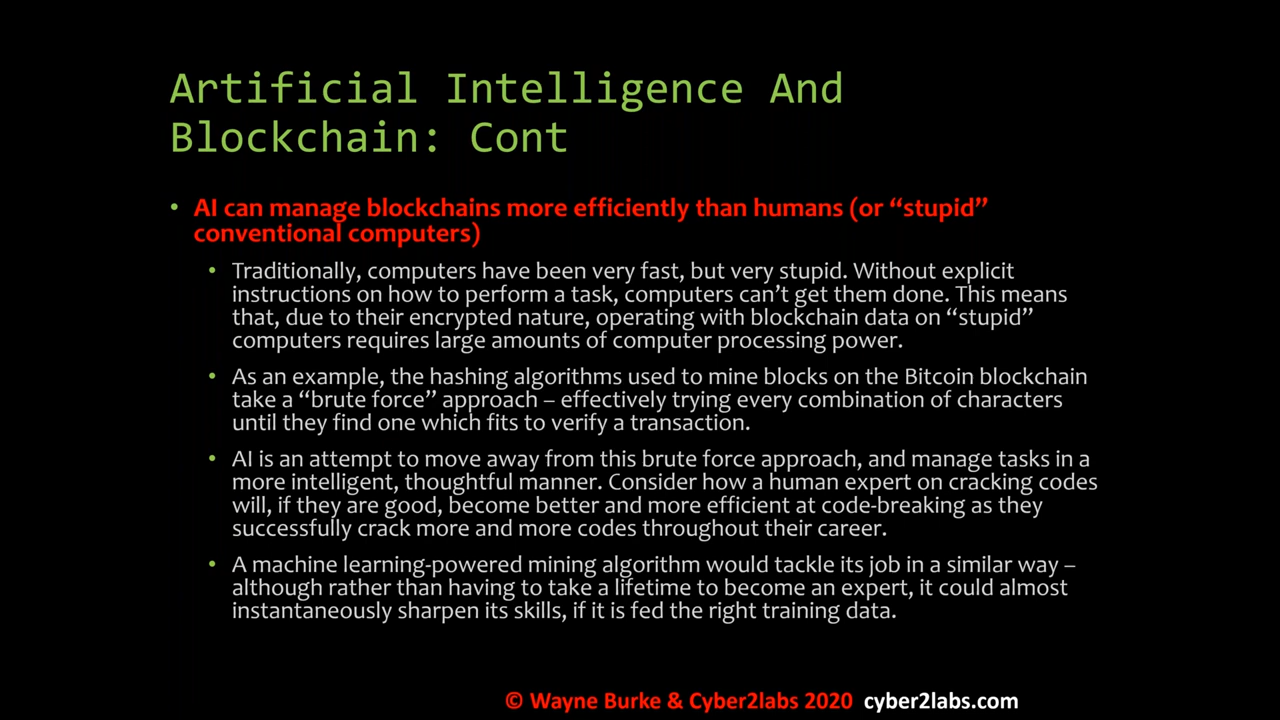 Artificial Intelligence And
Blockchain: Cont
• AI can manage blockchains more efficiently than humans (or “stupid”
conventional computers)
• Traditionally, computers have been very fast, but very stupid. Without explicit
instructions on how to perform a task, computers can’t get them done. This means
that, due to their encrypted nature, operating with blockchain data on “stupid”
computers requires large amounts of computer processing power.
• As an example, the hashing algorithms used to mine blocks on the Bitcoin blockchain
take a “brute force” approach – effectively trying every combination of characters
until they find one which fits to verify a transaction.
• AI is an attempt to move away from this brute force approach, and manage tasks in a
more intelligent, thoughtful manner. Consider how a human expert on cracking codes
will, if they are good, become better and more efficient at code-breaking as they
successfully crack more and more codes throughout their career.
• A machine learning-powered mining algorithm would tackle its job in a similar way –
although rather than having to take a lifetime to become an expert, it could almost
instantaneously sharpen its skills, if it is fed the right training data.
© Wayne Burke & Cyber2labs 2020 cyber2labs.com